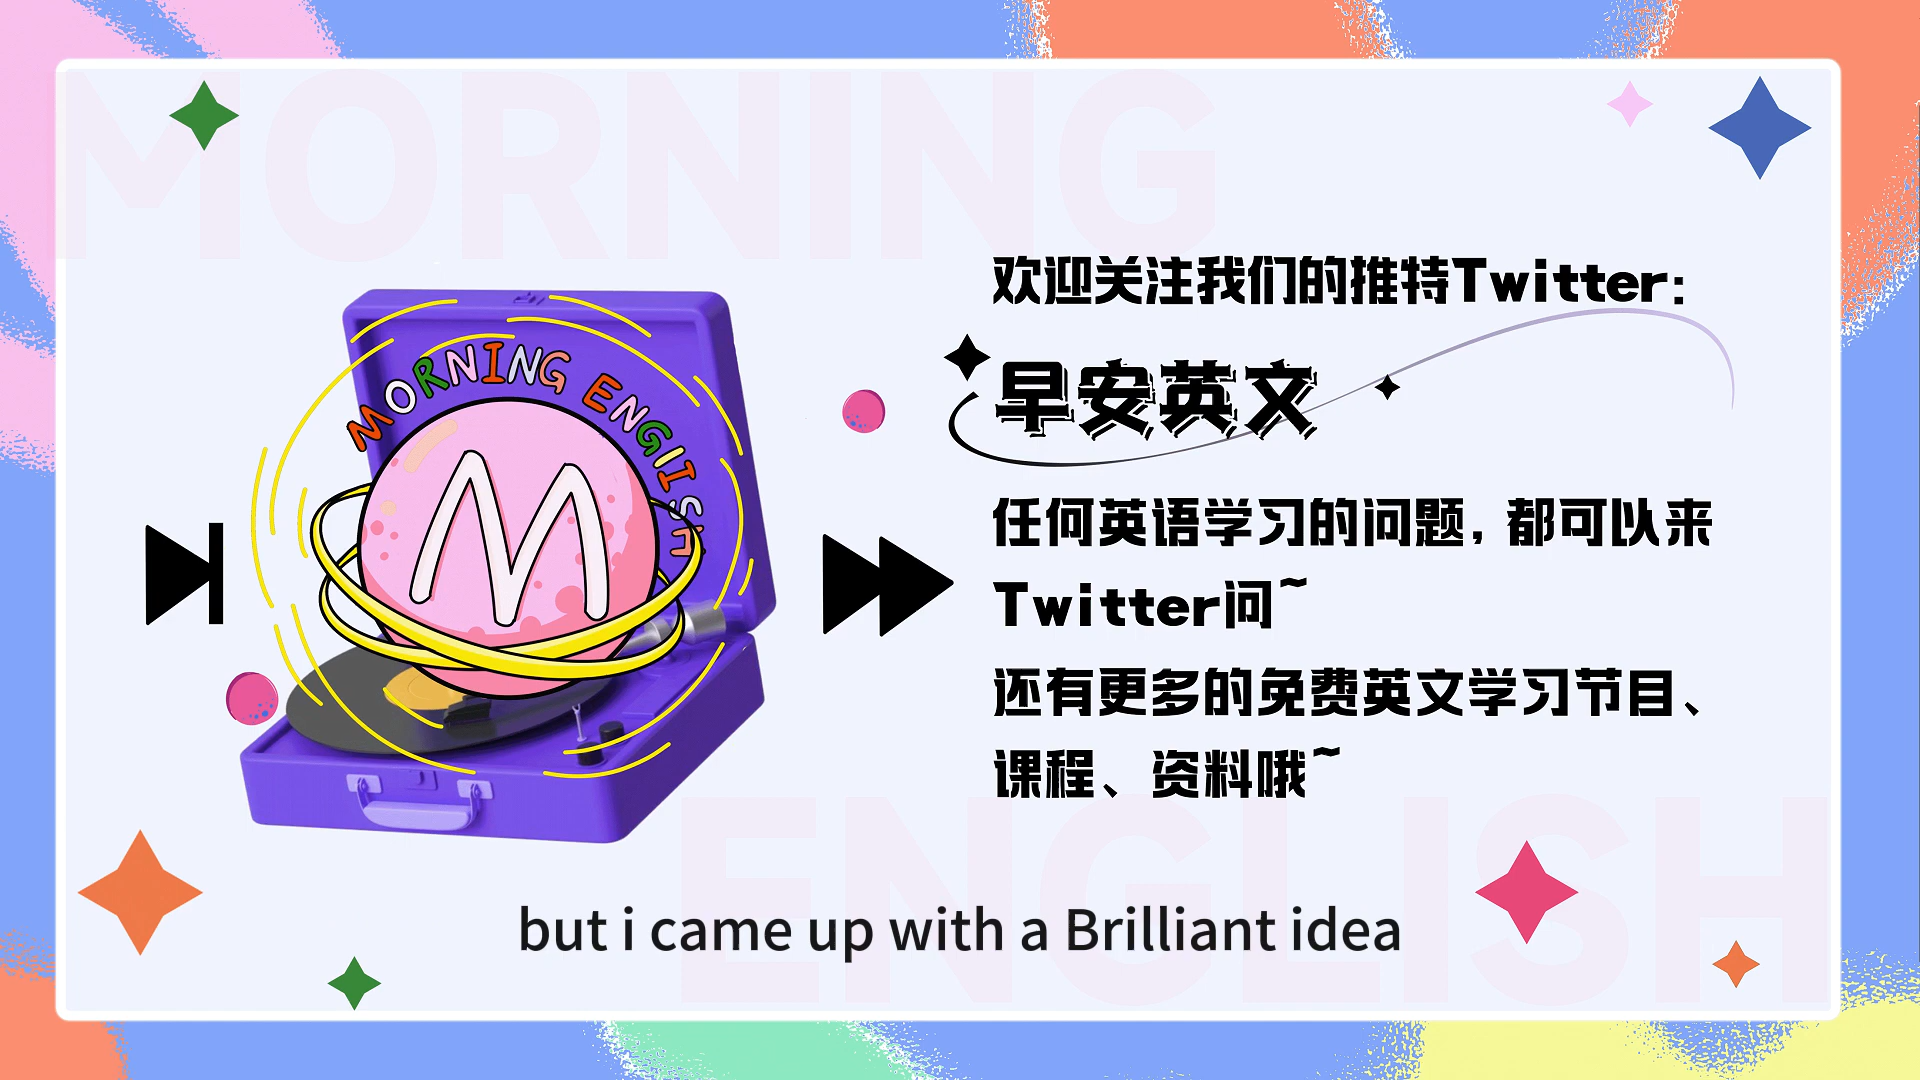 MORNING
欢迎关注我们的推特Twitter:
早安英文
MORNING ENGIISH
M
任何英语学习的问题，都可以来
Twitter问~
还有更多的免费英文学习节目、
课程、资料哦~
ENGLISH
but i came up with a Brilliant idea